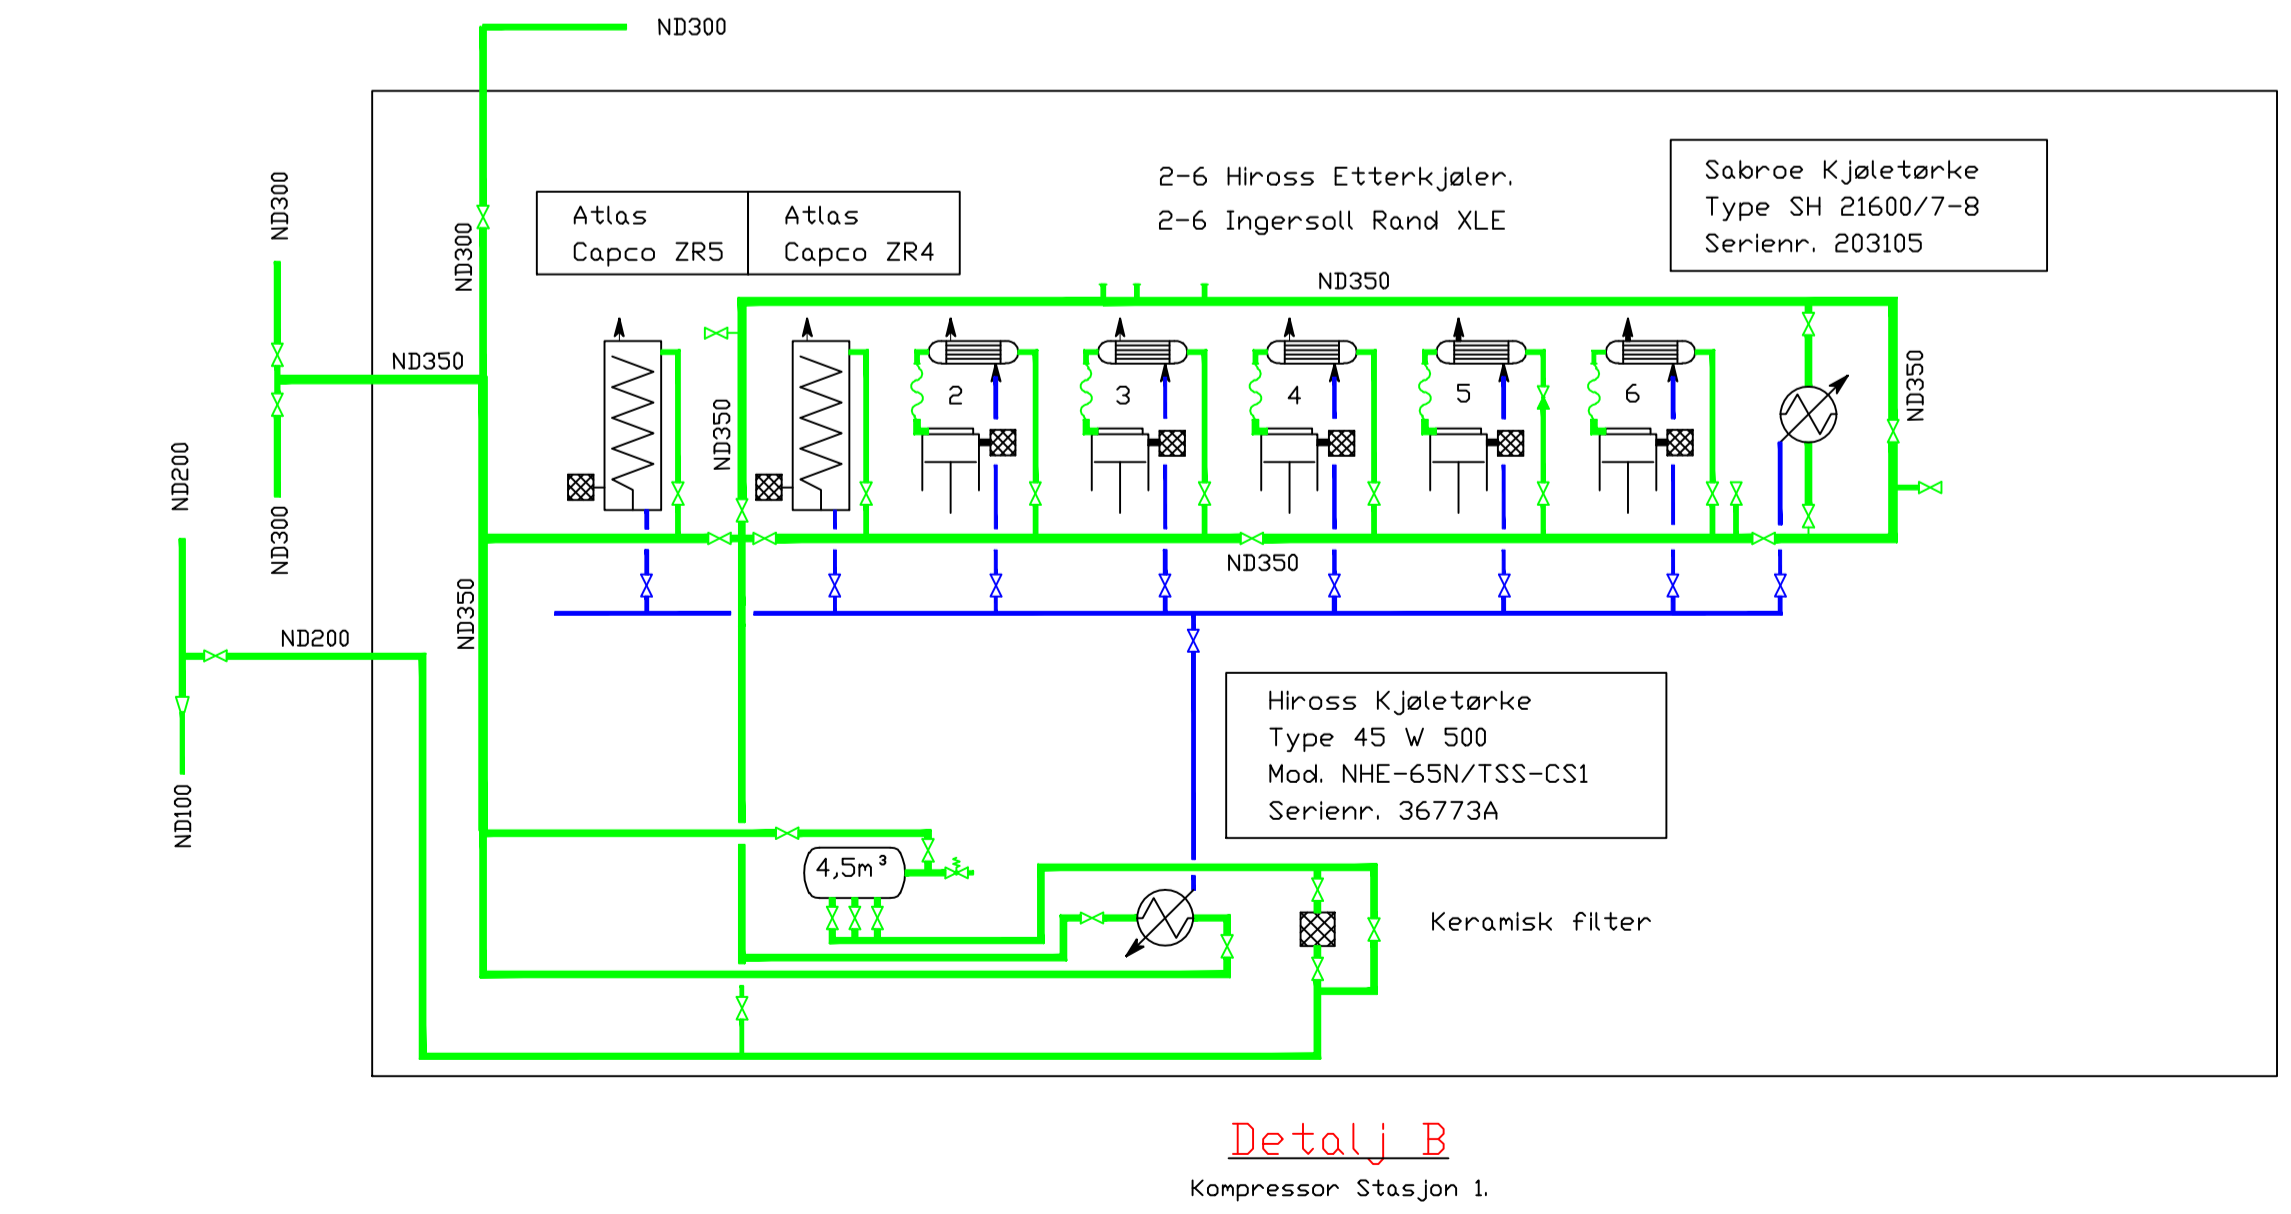 ND300
ND300
ND300
Atlas
Capco ZR5
Atlas
Capco ZR4
2-6 Hiross Etterkjøler.
2-6 Ingersoll Rand XLE
Sabroe Kjøletørke
Type SH 21600/7-8
Serienr. 203105
ND350
ND350
ND350
ND350
2
3
4
5
6
ND200
ND300
ND350
ND350
ND200
ND100
Hiross Kjøletørke
Type 45 W 500
Mod. NHE-65N/TSS-CS1
Serienr. 36773A
4,5m³
Keramisk filter
Detalj B
Kompressor Stasjon 1.